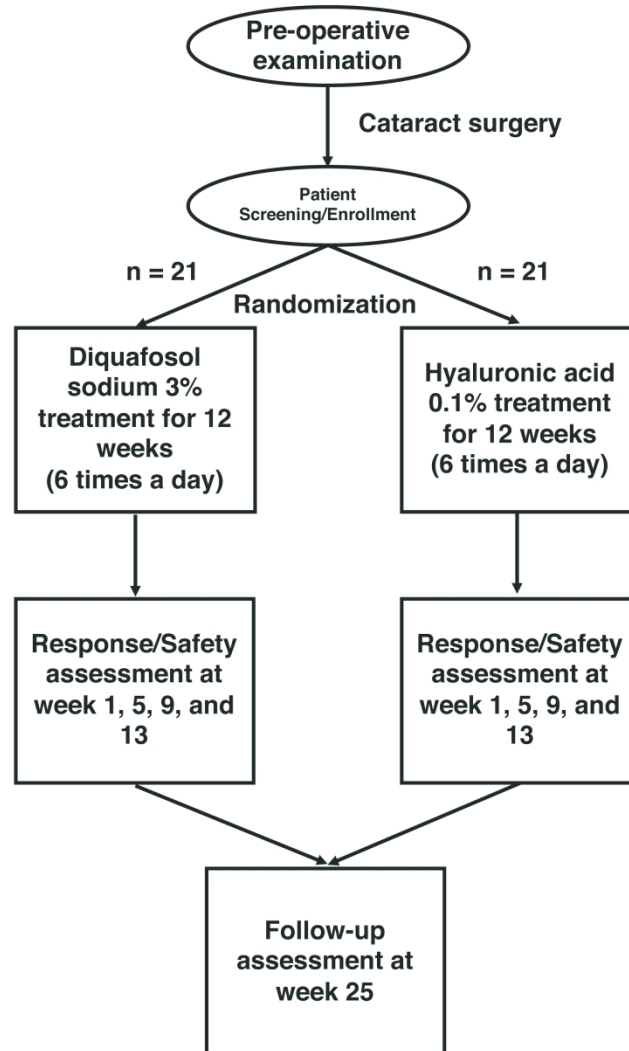 Pre-operative
examination
Cataract surgery
Patient
Screening/Enrollment
n = 21
n = 21
Randomization
Diquafosol
sodium 3%
treatment for 12
weeks
(6 times a day)
Hyaluronic acid
0.1% treatment
for 12 weeks
(6 times a day)
Response/Safety
assessment at
week 1, 5, 9, and
13
Response/Safety
assessment at
week 1, 5, 9, and
13
Follow-up
assessment at
week 25